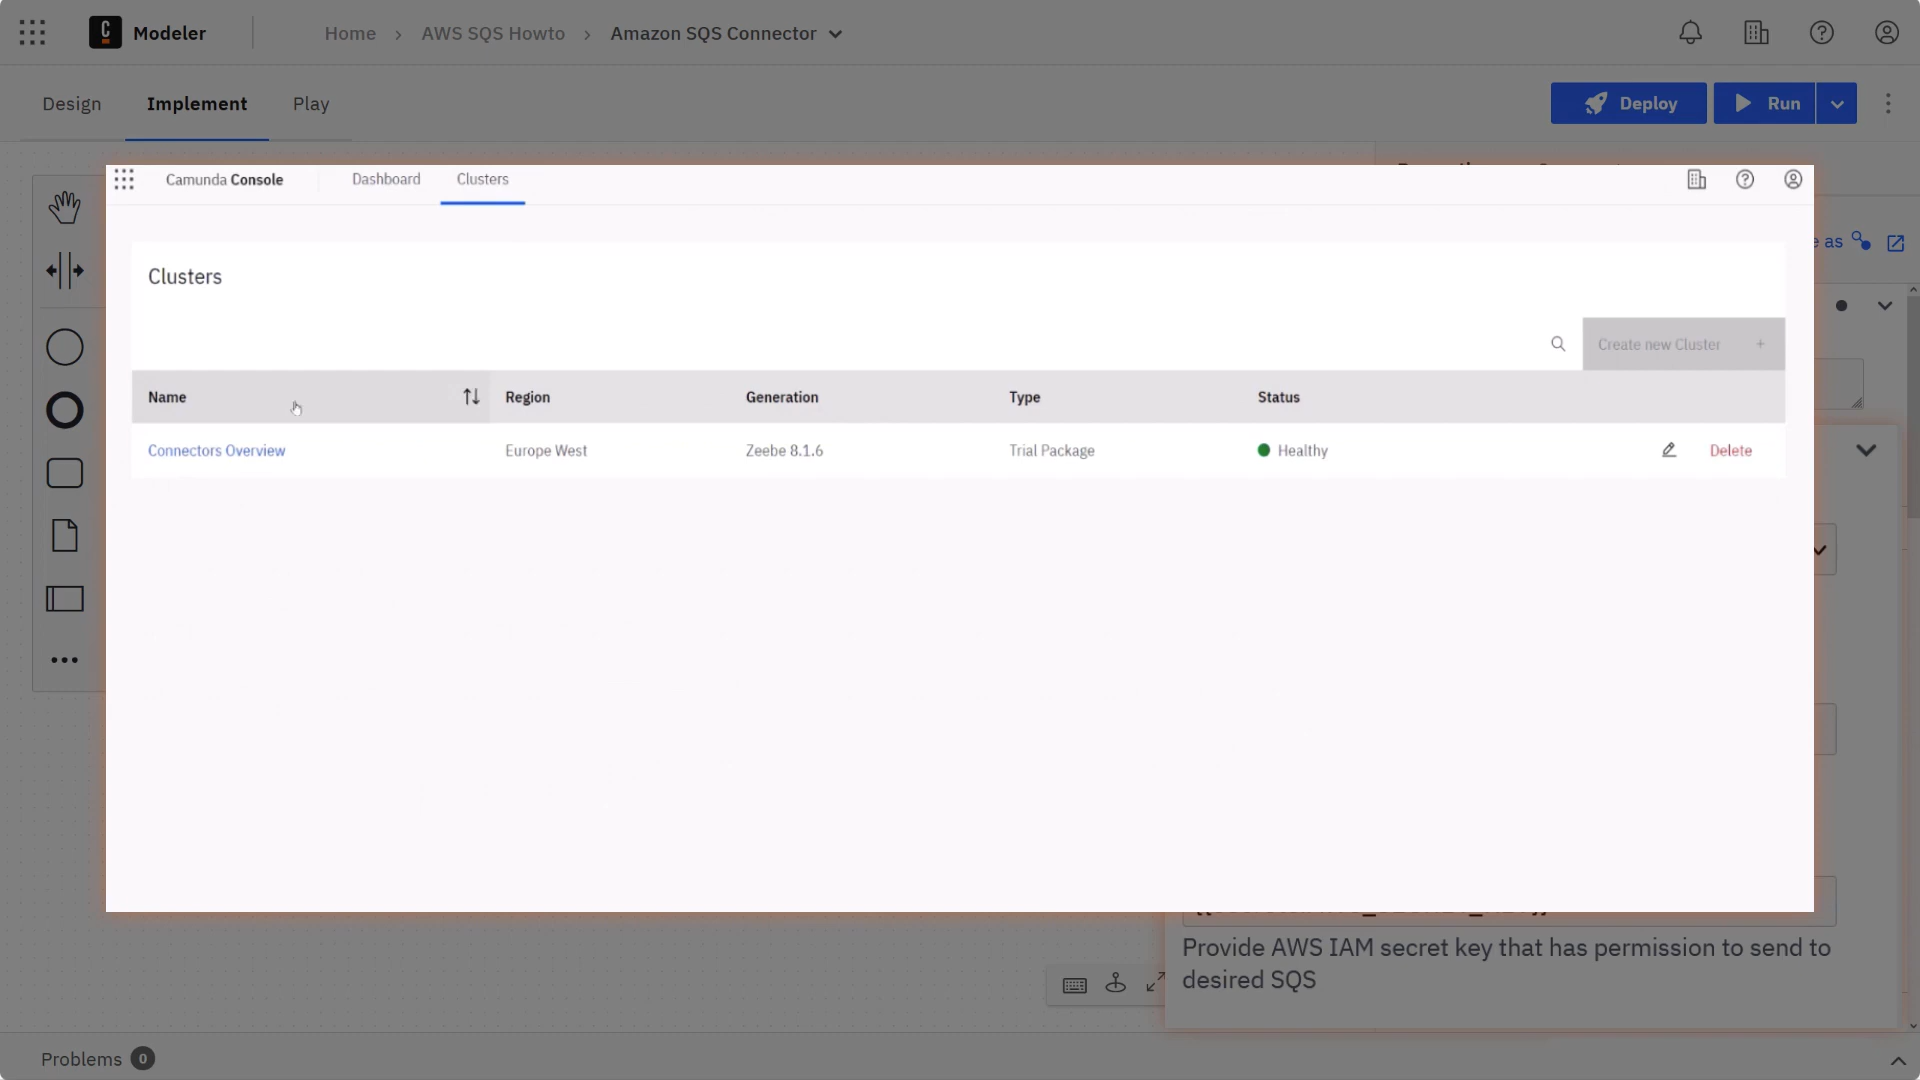 Modeler
Home
AWS SQS Howto
Amazon SQS Connector
Design
Implement
Play
Deploy
Run
Camunda Console
Dashboard
Clusters
e as
Clusters
Create new Cluster +
Name
Region
Generation
Type
Status
Connectors Overview
Europe West
Zeebe 8.1.6
Trial Package
Healthy
Delete
Provide AWS IAM secret key that has permission to send to
desired SQS
Problems 0